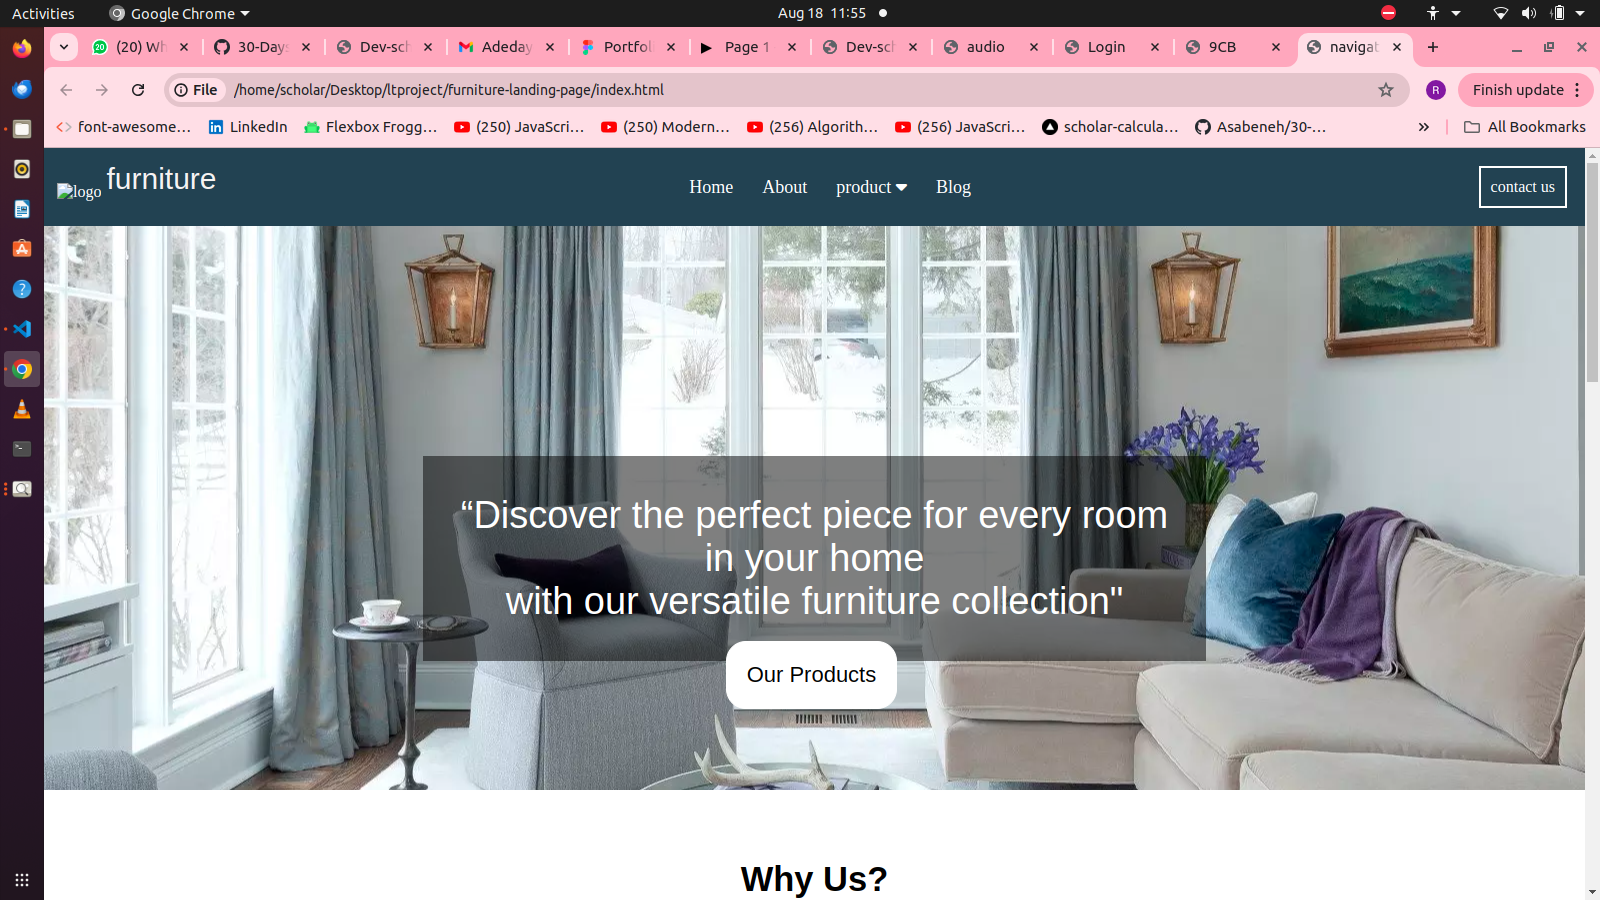 Activities
Google Chrome
Aug 18 11:55
(20) Wh
30-Days
Dev-sch
Adeday
Portfol
Page 1
Dev-sch
audio
Login
9CB
navigat
File
/home/scholar/Desktop/ltproject/furniture-landing-page/index.html
R
Finish update
font-awesome…
LinkedIn
Flexbox Frogg…
(250) JavaScri…
(250) Modern…
(256) Algorith…
(256) JavaScri…
scholar-calcula…
Asabeneh/30-…
»
All Bookmarks
logo
furniture
Home
About
product
Blog
contact us
“Discover the perfect piece for every room
in your home
with our versatile furniture collection"
Our Products
Why Us?